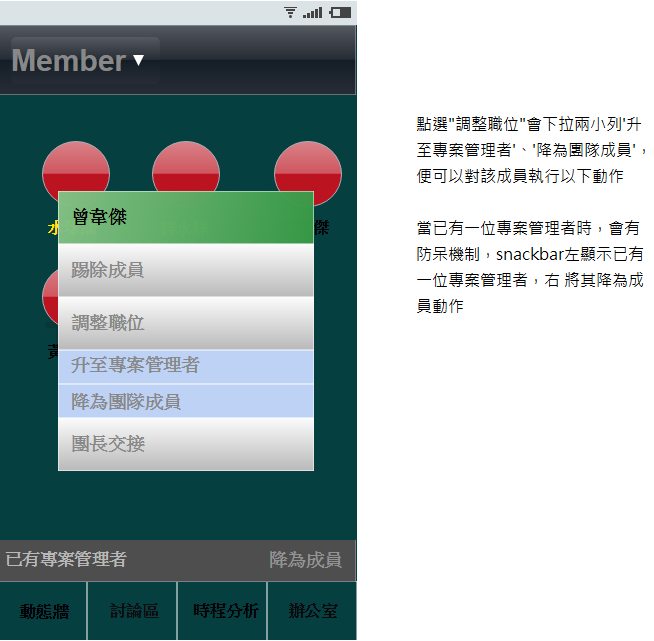 Member
點選"調整職位"會下拉兩小列'升
至專案管理者'、'降為團隊成員'，
便可以對該成員執行以下動作
當已有一位專案管理者時，會有
防呆機制，snackbar左顯示已有
一位專案管理者，右 將其降為成
員動作
水
傑
曾韋傑
踢除成員
調整職位
升至專案管理者
降為團隊成員
團長交接
黃
已有專案管理者
降為成員
動態牆
討論區
時程分析
辦公室